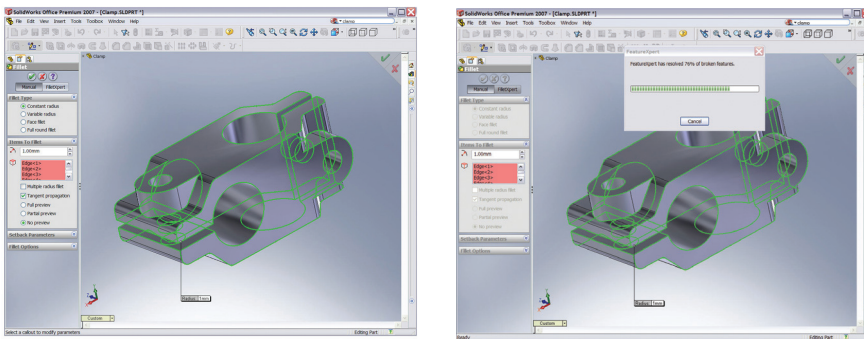 SolidWorks Office Premium 2007 - [Clamp.SLDPRT *]
File Edit View Insert Tools Toolbox Window Help
clamp
Clamp
Fillet
Manual FilletXpert
Fillet Type
Constant radius
Variable radius
Face fillet
Full round fillet
Items To Fillet
1.00mm
Edge<1>
Edge<2>
Edge<3>
Multiple radius fillet
Tangent propagation
Full preview
Partial preview
No preview
Setback Parameters
Fillet Options
Radius: 1mm
Custom
Select a callout to modify parameters
Editing Part
SolidWorks Office Premium 2007 - [Clamp.SLDPRT *]
File Edit View Insert Tools Toolbox Window Help
clamp
FeatureXpert
FeatureXpert has resolved 76% of broken features.
Cancel
Clamp
Fillet
Manual FilletXpert
Fillet Type
Constant radius
Variable radius
Face fillet
Full round fillet
Items To Fillet
1.00mm
Edge<1>
Edge<2>
Edge<3>
Multiple radius fillet
Tangent propagation
Full preview
Partial preview
No preview
Setback Parameters
Fillet Options
Radius: 1mm
Custom
Ready
Editing Part